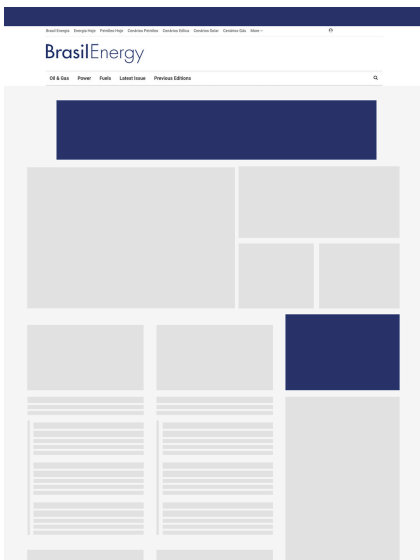 Brasil Energia Energia Hoje Petróleo Hoje Cenários Petróleo Cenários Eólica Cenários Solar Cenários Gás More
BrasilEnergy
Oil & Gas Power Fuels Latest Issue Previous Editions